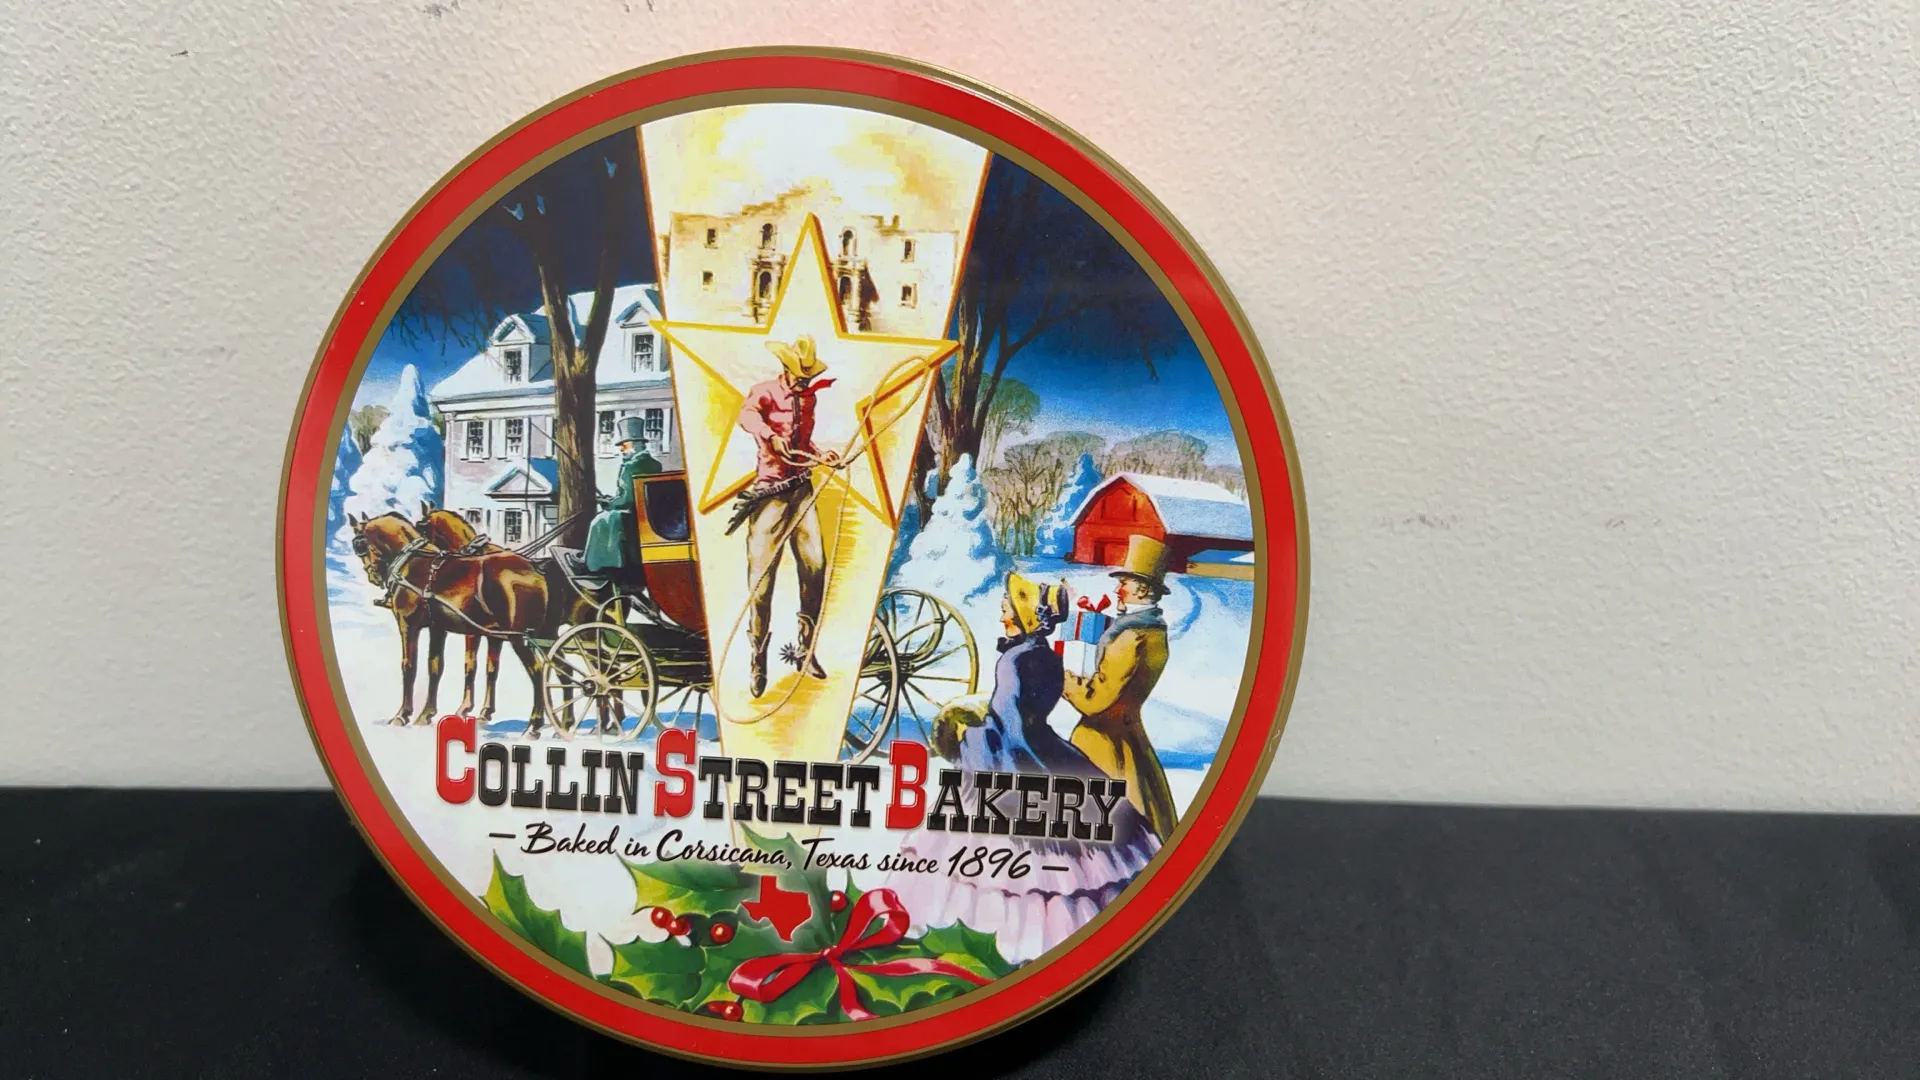 COLLIN STREET BAKERY
— Baked in Corsicana, Texas since 1896 —